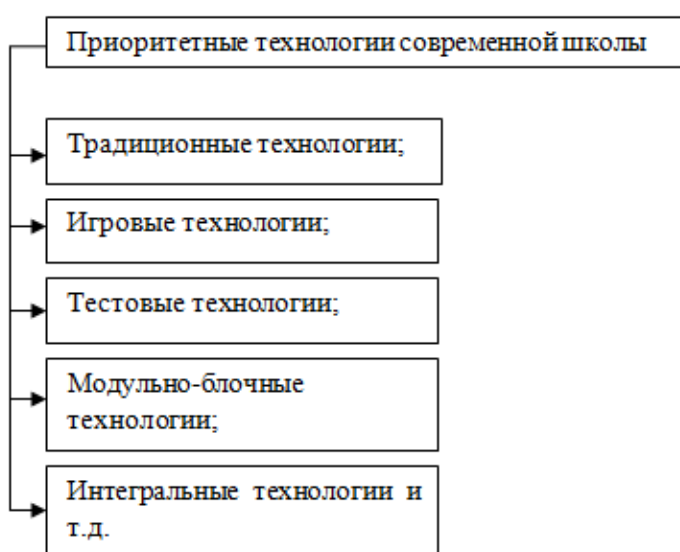 Приоритетные технологии современной школы
Традиционные технологии;
Игровые технологии;
Тестовые технологии;
Модульно-блочные
технологии;
Интегральные технологии и
т.д.